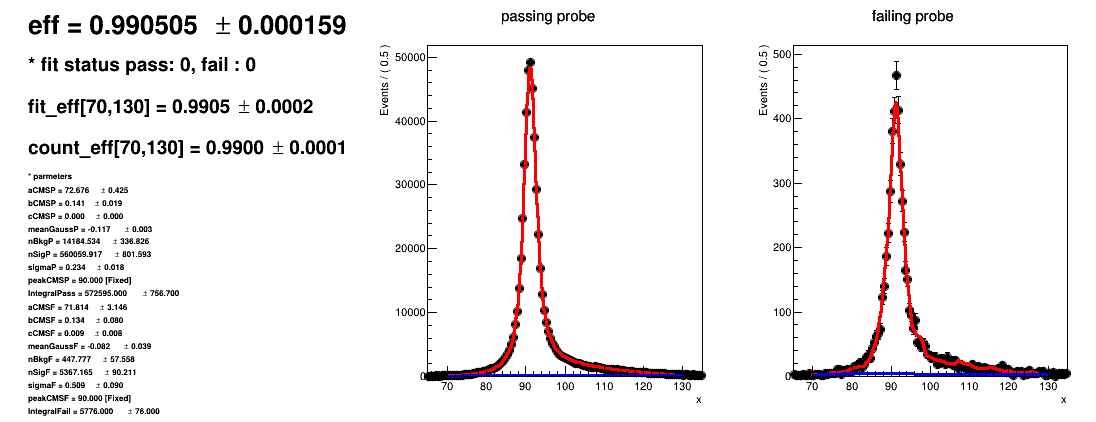 eff = 0.990505 ± 0.000159
* fit status pass: 0, fail : 0
fit_eff[70,130] = 0.9905 ± 0.0002
count_eff[70,130] = 0.9900 ± 0.0001
* parmeters
aCMSP = 72.676 ± 0.425
bCMSP = 0.141 ± 0.019
cCMSP = 0.000 ± 0.000
meanGaussP = -0.117 ± 0.003
nBkgP = 14184.534 ± 336.826
nSigP = 560059.917 ± 801.593
sigmaP = 0.234 ± 0.018
peakCMSP = 90.000 [Fixed]
IntegralPass = 572595.000 ± 756.700
aCMSF = 71.814 ± 3.146
bCMSF = 0.134 ± 0.080
cCMSF = 0.009 ± 0.008
meanGaussF = -0.082 ± 0.039
nBkgF = 447.777 ± 57.558
nSigF = 5367.165 ± 90.211
sigmaF = 0.509 ± 0.090
peakCMSF = 90.000 [Fixed]
IntegralFail = 5776.000 ± 76.000
passing probe
Events / ( 0.5 )
50000
40000
30000
20000
10000
0
70 80 90 100 110 120 130
x
failing probe
Events / ( 0.5 )
500
400
300
200
100
0
70 80 90 100 110 120 130
x